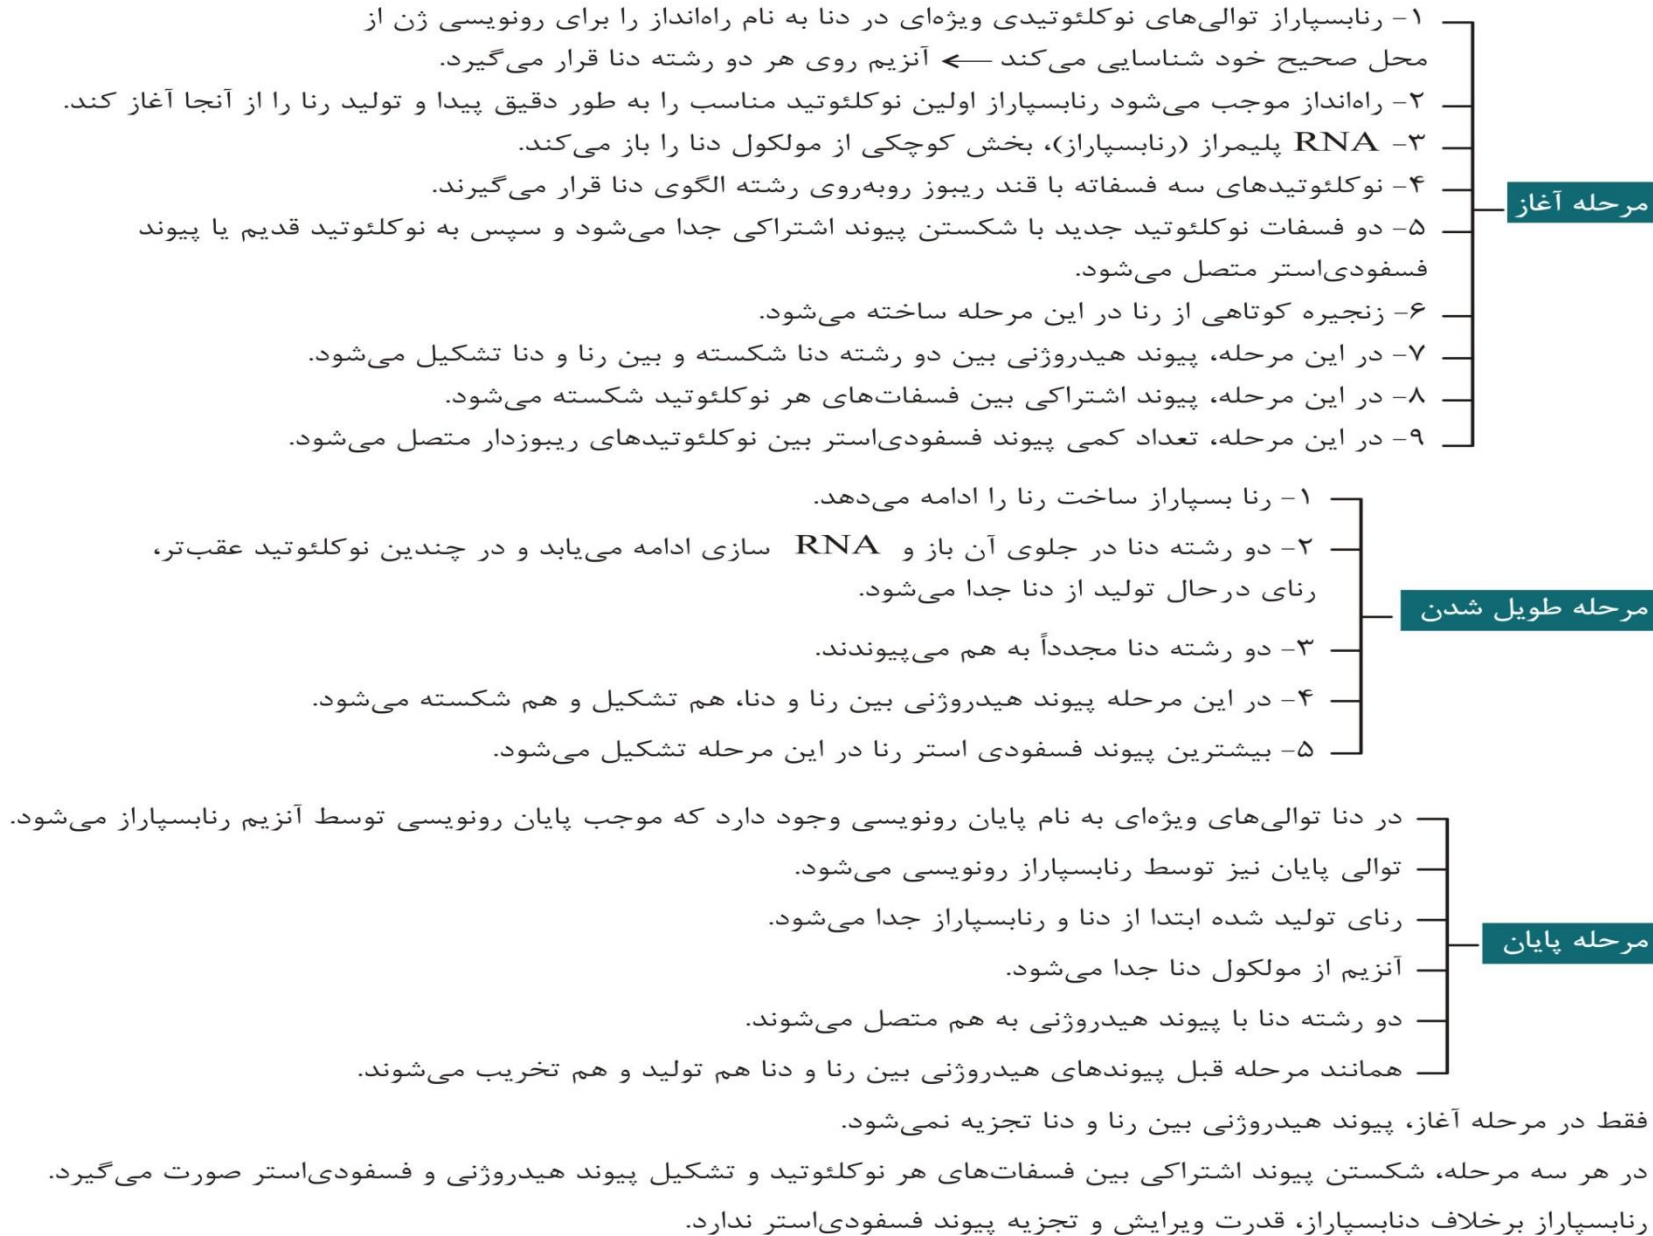 مرحله آغاز
۱- رنابسپاراز توالی‌های نوکلئوتیدی ویژه‌ای در دنا به نام راه‌انداز را برای رونویسی ژن از
محل صحیح خود شناسایی می‌کند ← آنزیم روی هر دو رشته دنا قرار می‌گیرد.
۲- راه‌انداز موجب می‌شود رنابسپاراز اولین نوکلئوتید مناسب را به طور دقیق پیدا و تولید رنا را از آنجا آغاز کند.
۳- RNA پلیمراز (رنابسپاراز)، بخش کوچکی از مولکول دنا را باز می‌کند.
۴- نوکلئوتیدهای سه فسفاته با قند ریبوز روبه‌روی رشته الگوی دنا قرار می‌گیرند.
۵- دو فسفات نوکلئوتید جدید با شکستن پیوند اشتراکی جدا می‌شود و سپس به نوکلئوتید قدیم یا پیوند
فسفودی‌استر متصل می‌شود.
۶- زنجیره کوتاهی از رنا در این مرحله ساخته می‌شود.
۷- در این مرحله، پیوند هیدروژنی بین دو رشته دنا شکسته و بین رنا و دنا تشکیل می‌شود.
۸- در این مرحله، پیوند اشتراکی بین فسفات‌های هر نوکلئوتید شکسته می‌شود.
۹- در این مرحله، تعداد کمی پیوند فسفودی‌استر بین نوکلئوتیدهای ریبوزدار متصل می‌شود.
مرحله طویل شدن
۱- رنا بسپاراز ساخت رنا را ادامه می‌دهد.
۲- دو رشته دنا در جلوی آن باز و RNA سازی ادامه می‌یابد و در چندین نوکلئوتید عقب‌تر،
رنای درحال تولید از دنا جدا می‌شود.
۳- دو رشته دنا مجدداً به هم می‌پیوندند.
۴- در این مرحله پیوند هیدروژنی بین رنا و دنا، هم تشکیل و هم شکسته می‌شود.
۵- بیشترین پیوند فسفودی استر رنا در این مرحله تشکیل می‌شود.
مرحله پایان
در دنا توالی‌های ویژه‌ای به نام پایان رونویسی وجود دارد که موجب پایان رونویسی توسط آنزیم رنابسپاراز می‌شود.
توالی پایان نیز توسط رنابسپاراز رونویسی می‌شود.
رنای تولید شده ابتدا از دنا و رنابسپاراز جدا می‌شود.
آنزیم از مولکول دنا جدا می‌شود.
دو رشته دنا با پیوند هیدروژنی به هم متصل می‌شوند.
همانند مرحله قبل پیوندهای هیدروژنی بین رنا و دنا هم تولید و هم تخریب می‌شوند.
فقط در مرحله آغاز، پیوند هیدروژنی بین رنا و دنا تجزیه نمی‌شود.
در هر سه مرحله، شکستن پیوند اشتراکی بین فسفات‌های هر نوکلئوتید و تشکیل پیوند هیدروژنی و فسفودی‌استر صورت می‌گیرد.
رنابسپاراز برخلاف دنابسپاراز، قدرت ویرایش و تجزیه پیوند فسفودی‌استر ندارد.